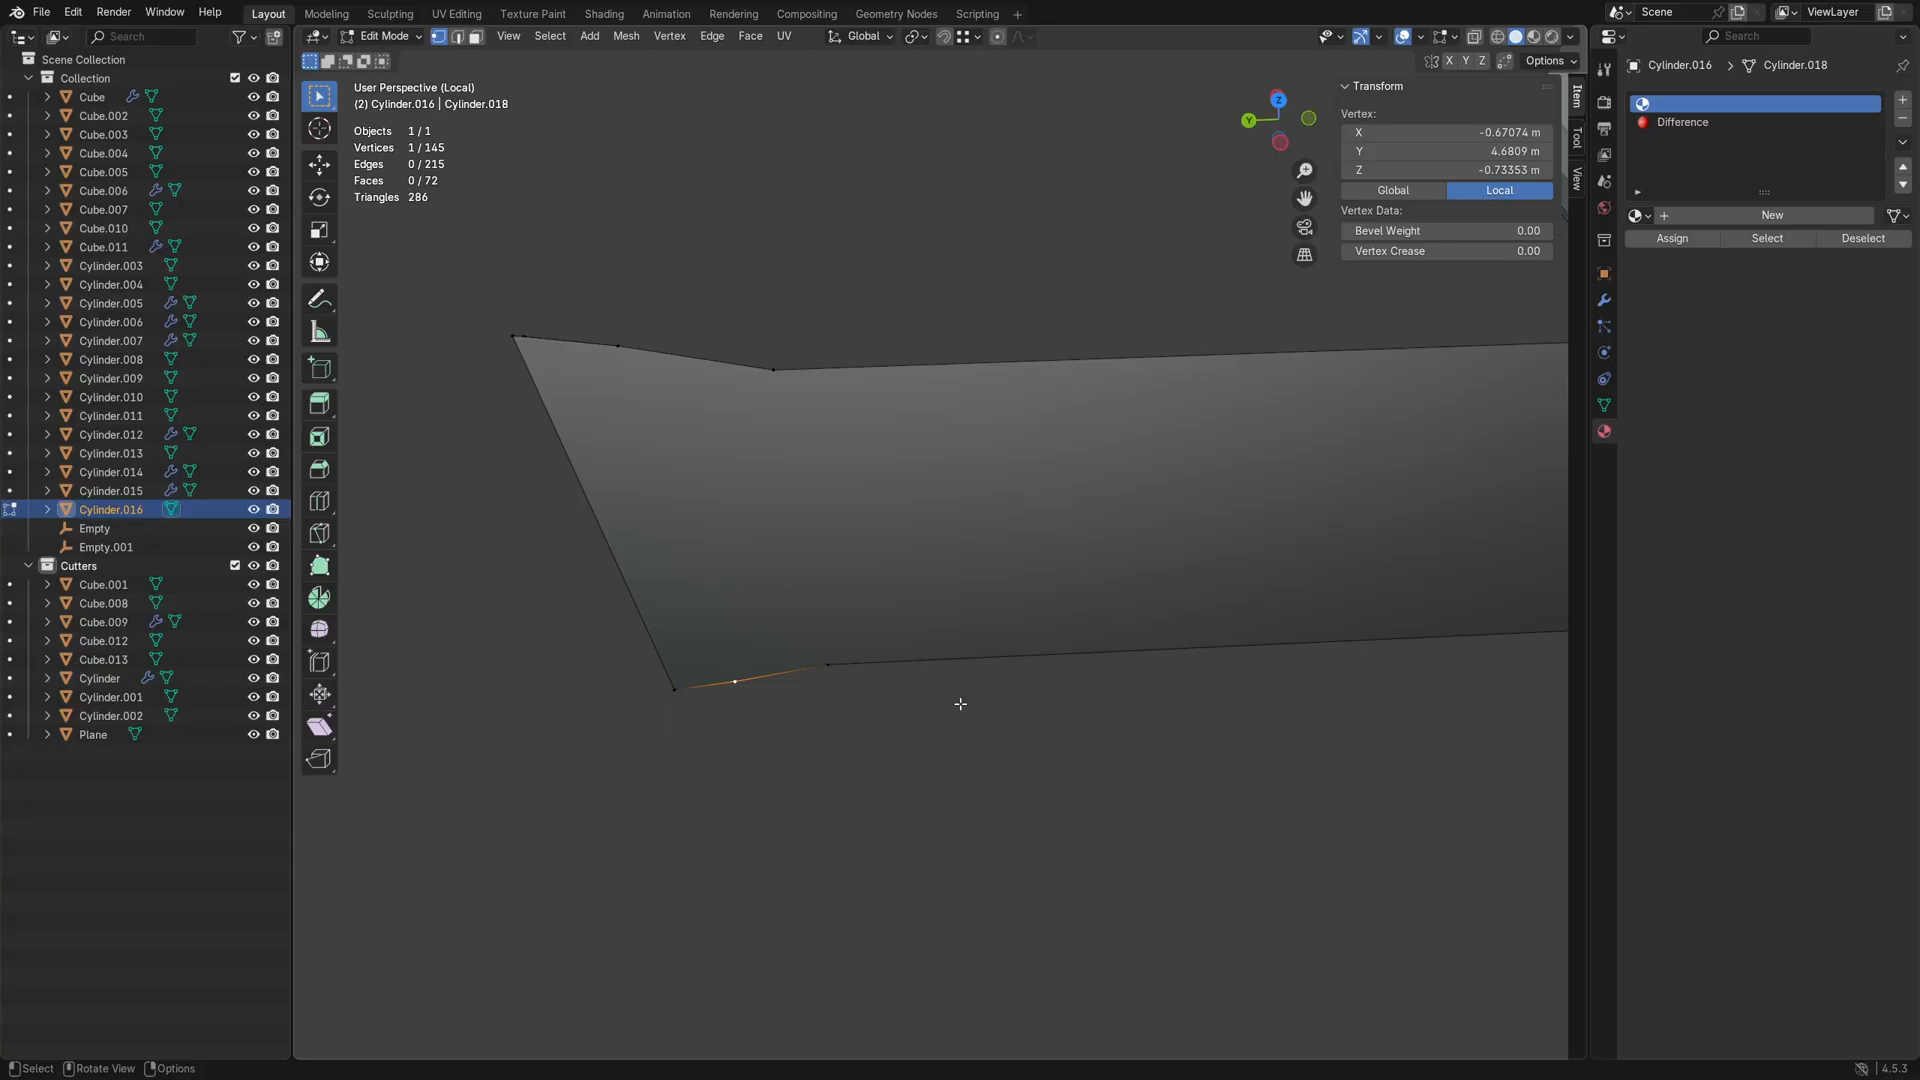 File Edit Render Window Help Layout Modeling Sculpting UV Editing Texture Paint Shading Animation Rendering Compositing Geometry Nodes Scripting Scene ViewLayer
Search Edit Mode View Select Add Mesh Vertex Edge Face UV Global Search
X Y Z Options
Scene Collection
Collection
Cube
Cube.002
Cube.003
Cube.004
Cube.005
Cube.006
Cube.007
Cube.010
Cube.011
Cylinder.003
Cylinder.004
Cylinder.005
Cylinder.006
Cylinder.007
Cylinder.008
Cylinder.009
Cylinder.010
Cylinder.011
Cylinder.012
Cylinder.013
Cylinder.014
Cylinder.015
Cylinder.016
Empty
Empty.001
Cutters
Cube.001
Cube.008
Cube.009
Cube.012
Cube.013
Cylinder
Cylinder.001
Cylinder.002
Plane
User Perspective (Local)
(2) Cylinder.016 | Cylinder.018
Objects 1 / 1
Vertices 1 / 145
Edges 0 / 215
Faces 0 / 72
Triangles 286
Z
Y
Transform
Vertex:
X -0.67074 m
Y 4.6809 m
Z -0.73353 m
Global Local
Vertex Data:
Bevel Weight 0.00
Vertex Crease 0.00
Item
Tool
View
Cylinder.016 Cylinder.018
Difference
New
Assign Select Deselect
Select Rotate View Options 4.5.3